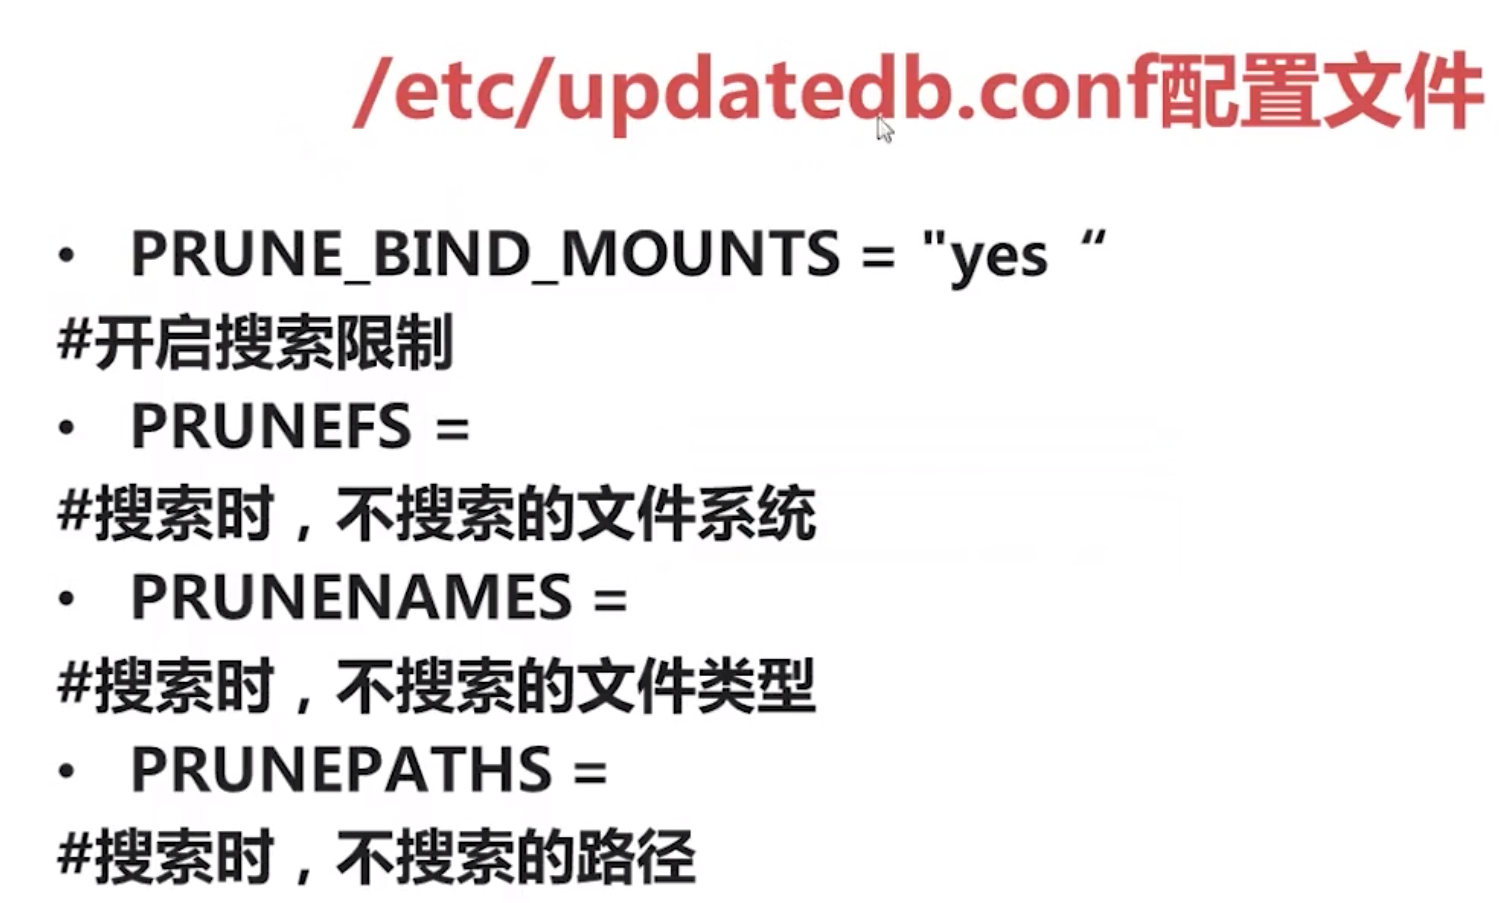 /etc/updatedb.conf配置文件
• PRUNE_BIND_MOUNTS = "yes “
#开启搜索限制
• PRUNEFS =
#搜索时，不搜索的文件系统
• PRUNENAMES =
#搜索时，不搜索的文件类型
• PRUNEPATHS =
#搜索时，不搜索的路径